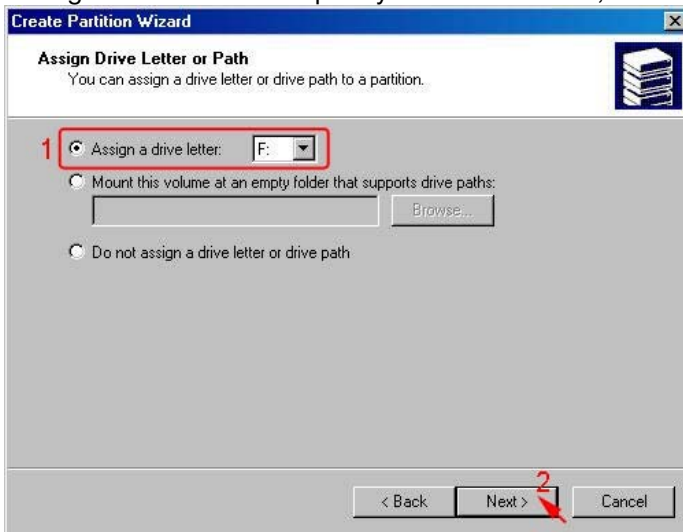 Create Partition Wizard
Assign Drive Letter or Path
You can assign a drive letter or drive path to a partition.
1 Assign a drive letter: F:
Mount this volume at an empty folder that supports drive paths:
Browse...
Do not assign a drive letter or drive path
2
< Back Next > Cancel